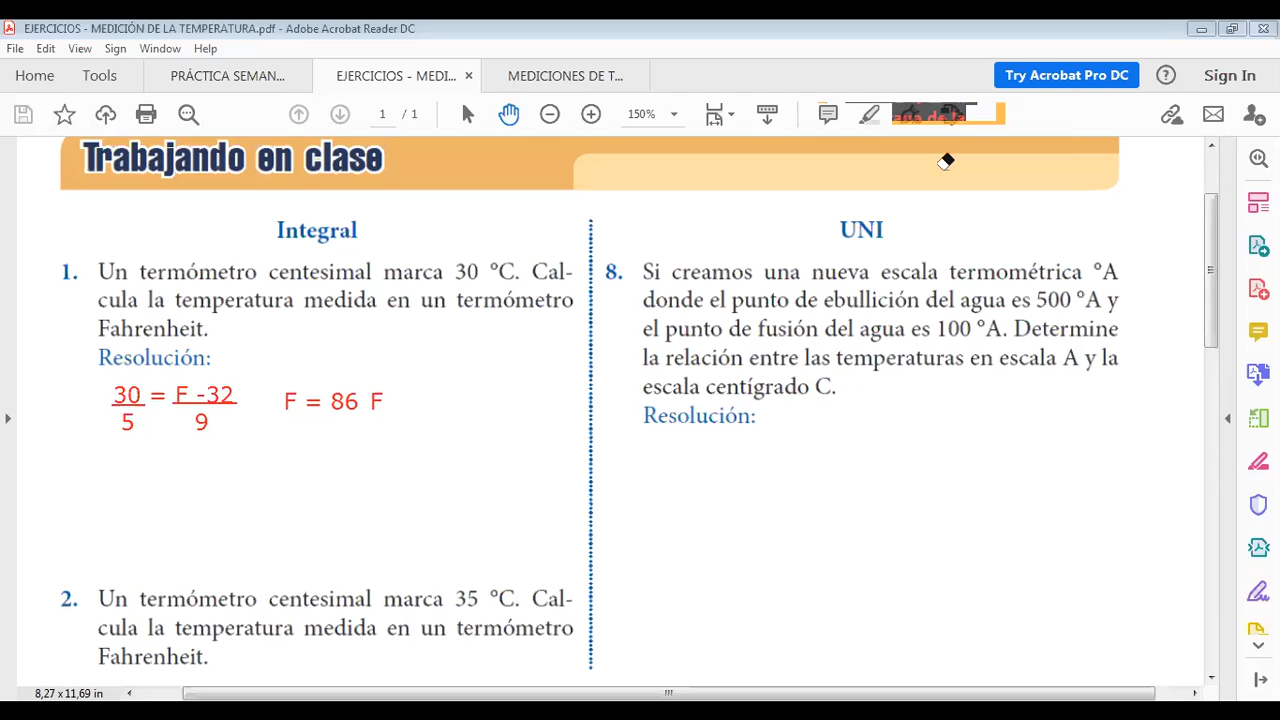 EJERCICIOS - MEDICIÓN DE LA TEMPERATURA.pdf - Adobe Acrobat Reader DC
File Edit View Sign Window Help
Home Tools PRÁCTICA SEMAN... EJERCICIOS - MEDI... × MEDICIONES DE T... Try Acrobat Pro DC Sign In
1 / 1 150%
Trabajando en clase
Integral
1. Un termómetro centesimal marca 30 °C. Cal-
cula la temperatura medida en un termómetro
Fahrenheit.
Resolución:
30 = F -32 F = 86 F
5 9
2. Un termómetro centesimal marca 35 °C. Cal-
cula la temperatura medida en un termómetro
Fahrenheit.
UNI
8. Si creamos una nueva escala termométrica °A
donde el punto de ebullición del agua es 500 °A y
el punto de fusión del agua es 100 °A. Determine
la relación entre las temperaturas en escala A y la
escala centígrado C.
Resolución:
8,27 x 11,69 in